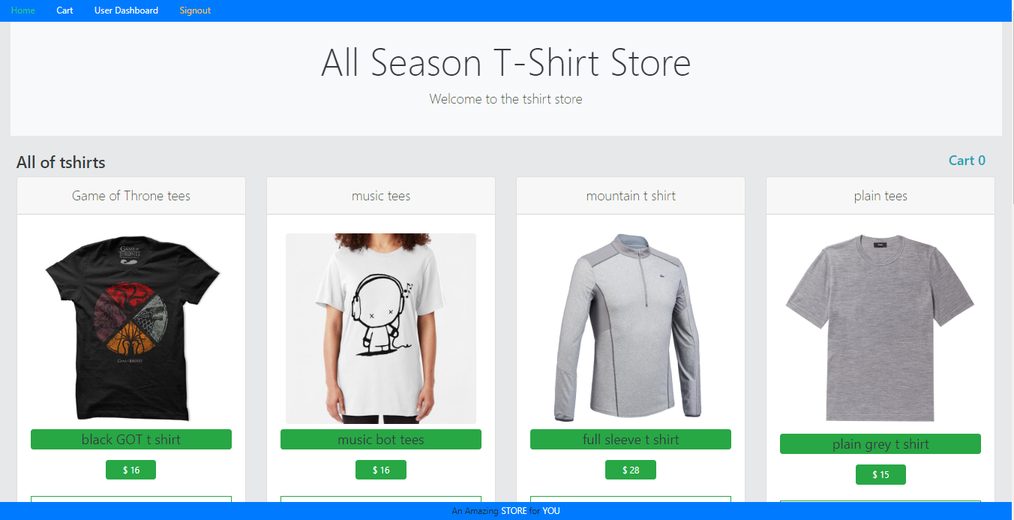 Home Cart User Dashboard Signout
All Season T-Shirt Store
Welcome to the tshirt store
All of tshirts Cart 0
Game of Throne tees music tees mountain t shirt plain tees
black GOT t shirt music bot tees full sleeve t shirt plain grey t shirt
$ 16 $ 16 $ 28 $ 15
An Amazing STORE for YOU